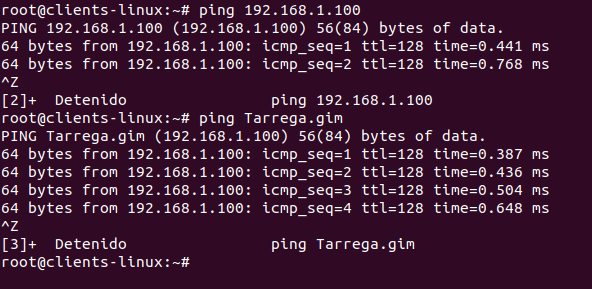 root@clients-linux:~# ping 192.168.1.100
PING 192.168.1.100 (192.168.1.100) 56(84) bytes of data.
64 bytes from 192.168.1.100: icmp_seq=1 ttl=128 time=0.441 ms
64 bytes from 192.168.1.100: icmp_seq=2 ttl=128 time=0.768 ms
^Z
[2]+  Detenido                ping 192.168.1.100
root@clients-linux:~# ping Tarrega.gim
PING Tarrega.gim (192.168.1.100) 56(84) bytes of data.
64 bytes from 192.168.1.100: icmp_seq=1 ttl=128 time=0.387 ms
64 bytes from 192.168.1.100: icmp_seq=2 ttl=128 time=0.436 ms
64 bytes from 192.168.1.100: icmp_seq=3 ttl=128 time=0.504 ms
64 bytes from 192.168.1.100: icmp_seq=4 ttl=128 time=0.648 ms
^Z
[3]+  Detenido                ping Tarrega.gim
root@clients-linux:~#